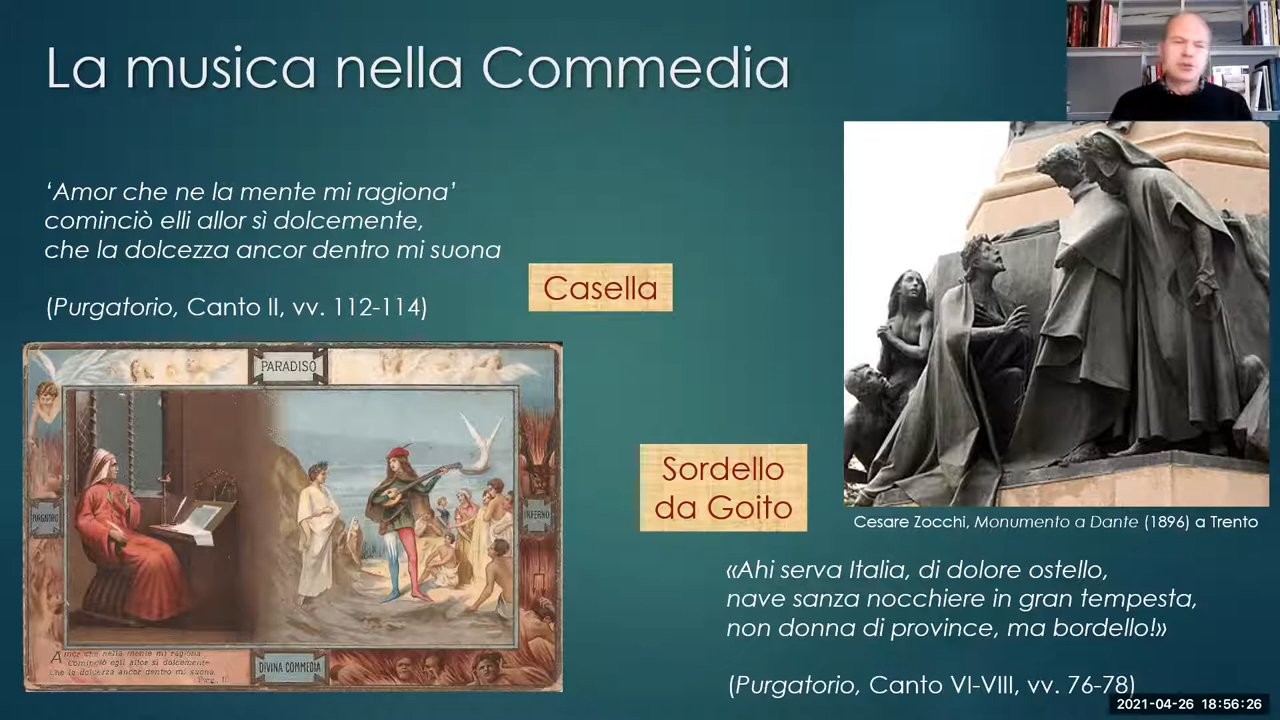 La musica nella Commedia
‘Amor che ne la mente mi ragiona’
cominciò elli allor sì dolcemente,
che la dolcezza ancor dentro mi suona
(Purgatorio, Canto II, vv. 112-114)
Casella
PARADISO
PURGATORIO
INFERNO
Amor che nella mente mi ragiona
Cominciò egli allor sì dolcemente
Che la dolcezza ancor dentro mi suona
Purg. II
DIVINA COMMEDIA
Sordello
da Goito
Cesare Zocchi, Monumento a Dante (1896) a Trento
«Ahi serva Italia, di dolore ostello,
nave sanza nocchiere in gran tempesta,
non donna di province, ma bordello!»
(Purgatorio, Canto VI-VIII, vv. 76-78)
2021-04-26 18:56:26